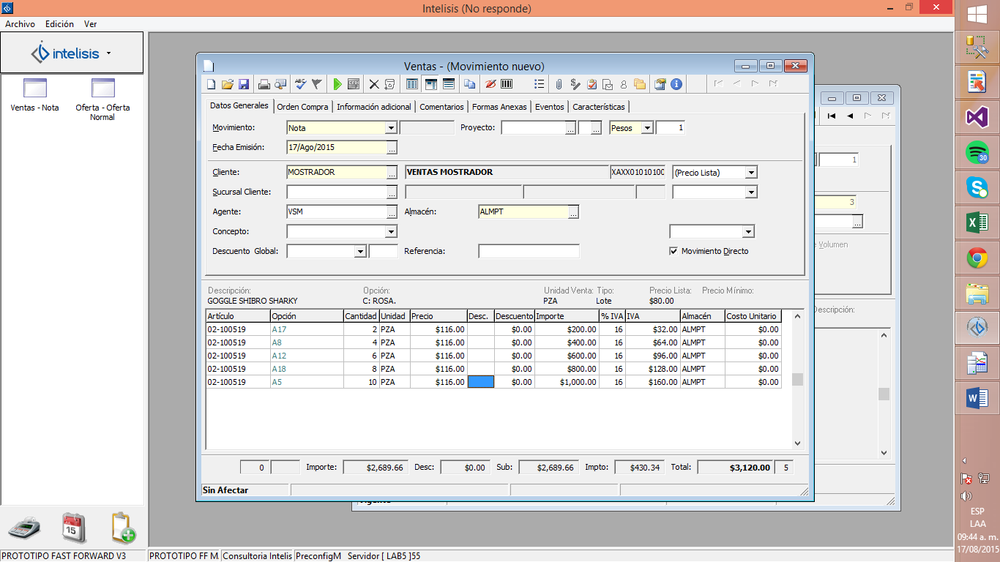 Intelisis (No responde)
Archivo Edición Ver
intelisis
Ventas - Nota
Oferta - Oferta Normal
Ventas - (Movimiento nuevo)
Datos Generales Orden Compra Información adicional Comentarios Formas Anexas Eventos Características
Movimiento: Nota Proyecto: ... ... Pesos 1
Fecha Emisión: 17/Ago/2015 ...
Cliente: MOSTRADOR ... VENTAS MOSTRADOR XAXX01010100 (Precio Lista)
Sucursal Cliente: ...
Agente: VSM ... Almacén: ALMPT ...
Concepto:
Descuento Global: Referencia: Movimiento Directo
Descripción: Opción: Unidad Venta: Tipo: Precio Lista: Precio Mínimo:
GOGGLE SHIBRO SHARKY C: ROSA. PZA Lote $80.00
Artículo Opción Cantidad Unidad Precio Desc. Descuento Importe % IVA IVA Almacén Costo Unitario
02-100519 A17 2 PZA $116.00 $0.00 $200.00 16 $32.00 ALMPT $0.00
02-100519 A8 4 PZA $116.00 $0.00 $400.00 16 $64.00 ALMPT $0.00
02-100519 A12 6 PZA $116.00 $0.00 $600.00 16 $96.00 ALMPT $0.00
02-100519 A18 8 PZA $116.00 $0.00 $800.00 16 $128.00 ALMPT $0.00
02-100519 A5 10 PZA $116.00 $0.00 $1,000.00 16 $160.00 ALMPT $0.00
0 Importe: $2,689.66 Desc: $0.00 Sub: $2,689.66 Impto: $430.34 Total: $3,120.00 5
Sin Afectar
1
3
...
Volumen
Descripción:
30
ESP
LAA
09:44 a. m.
17/08/2015
15
PROTOTIPO FAST FORWARD V3 PROTOTIPO FF M. Consultoria Intelis PreconfigM Servidor [ LAB5 ]55